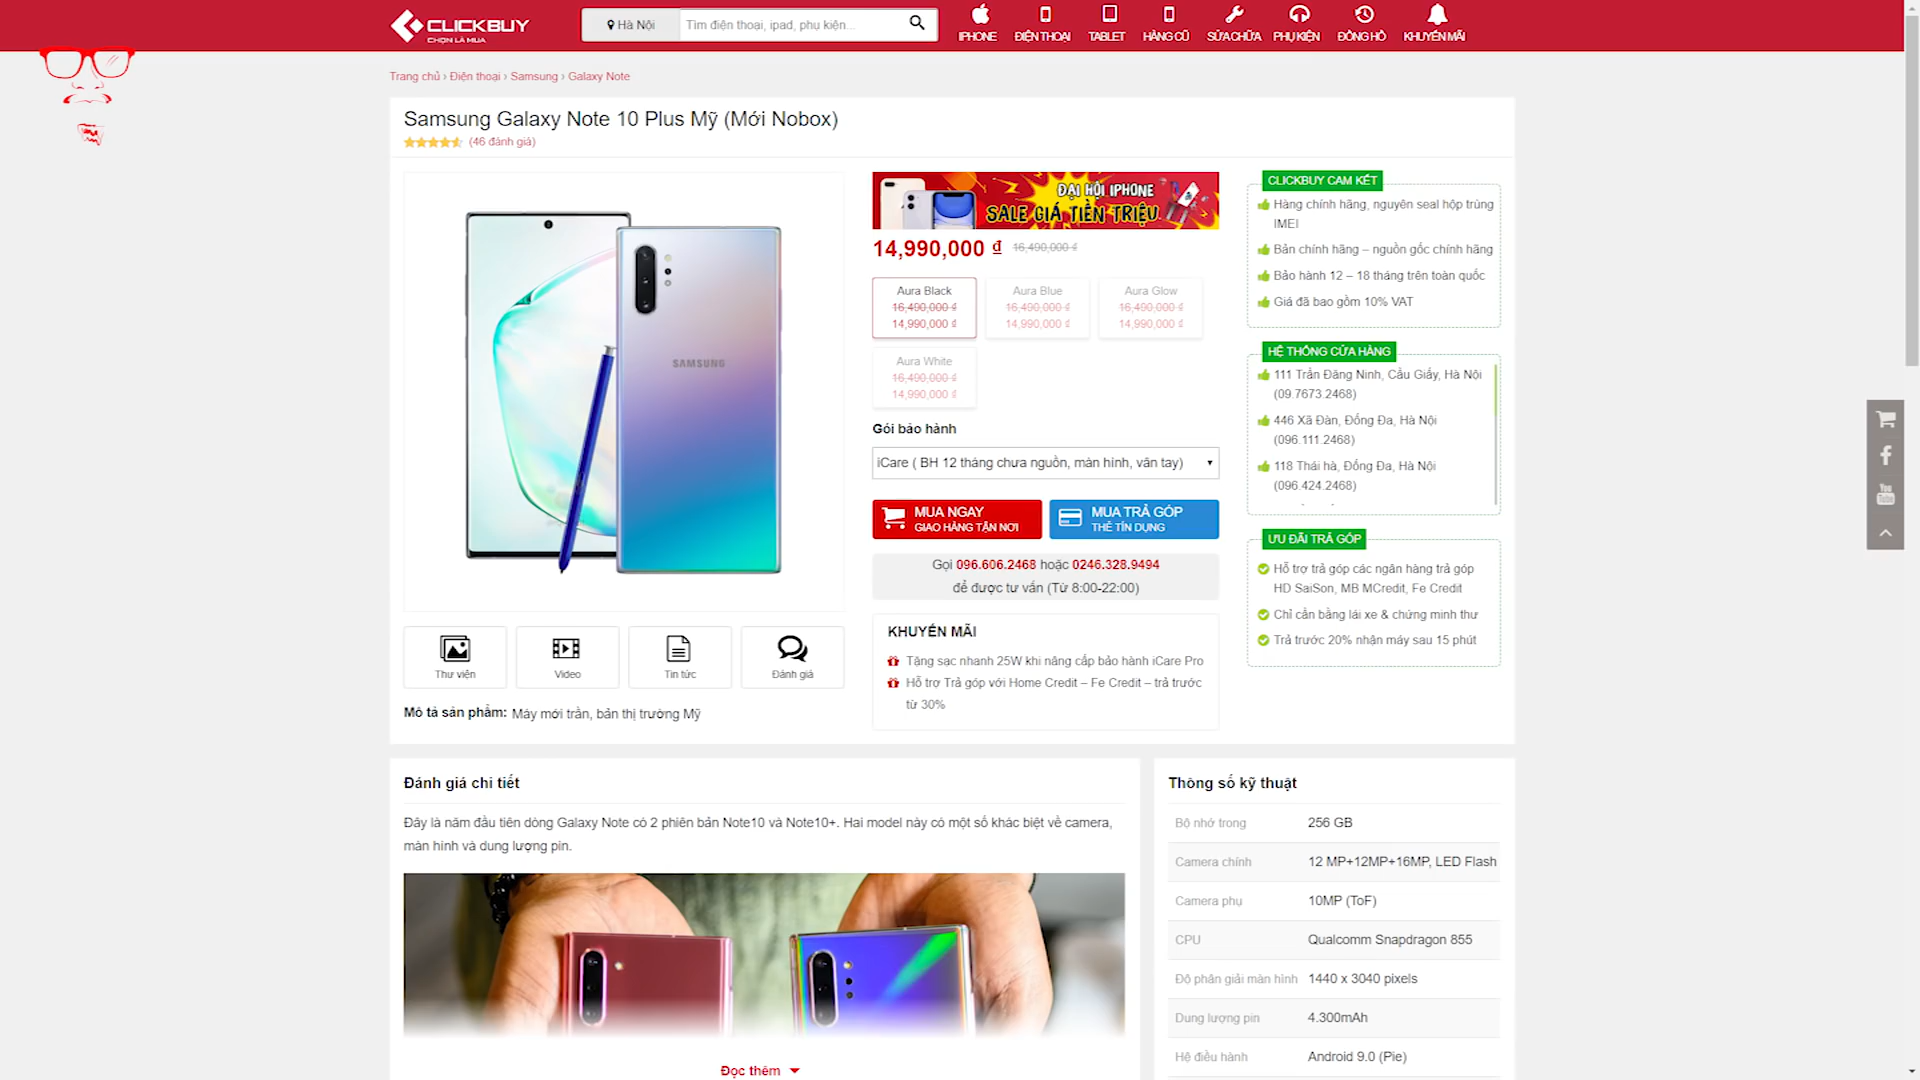 CLICKBUY
CHỌN LÀ MUA
Hà Nội
Tìm điện thoại, ipad, phụ kiện...
IPHONE
ĐIỆN THOẠI
TABLET
HÀNG CŨ
SỬA CHỮA
PHỤ KIỆN
ĐỒNG HỒ
KHUYẾN MÃI
Trang chủ › Điện thoại › Samsung › Galaxy Note
Samsung Galaxy Note 10 Plus Mỹ (Mới Nobox)
(46 đánh giá)
SAMSUNG
Thư viện
Video
Tin tức
Đánh giá
Mô tả sản phẩm: Máy mới trần, bản thị trường Mỹ
ĐẠI HỘI IPHONE
SALE GIÁ TIỀN TRIỆU
14,990,000 ₫ 16,490,000 ₫
Aura Black
16,490,000 ₫
14,990,000 ₫
Aura Blue
16,490,000 ₫
14,990,000 ₫
Aura Glow
16,490,000 ₫
14,990,000 ₫
Aura White
16,490,000 ₫
14,990,000 ₫
Gói bảo hành
iCare ( BH 12 tháng chưa nguồn, màn hình, vân tay)
MUA NGAY
GIAO HÀNG TẬN NƠI
MUA TRẢ GÓP
THẺ TÍN DỤNG
Gọi 096.606.2468 hoặc 0246.328.9494
để được tư vấn (Từ 8:00-22:00)
KHUYẾN MÃI
Tặng sạc nhanh 25W khi nâng cấp bảo hành iCare Pro
Hỗ trợ Trả góp với Home Credit – Fe Credit – trả trước
từ 30%
CLICKBUY CAM KẾT
Hàng chính hãng, nguyên seal hộp trùng
IMEI
Bản chính hãng – nguồn gốc chính hãng
Bảo hành 12 – 18 tháng trên toàn quốc
Giá đã bao gồm 10% VAT
HỆ THỐNG CỬA HÀNG
111 Trần Đăng Ninh, Cầu Giấy, Hà Nội
(09.7673.2468)
446 Xã Đàn, Đống Đa, Hà Nội
(096.111.2468)
118 Thái hà, Đống Đa, Hà Nội
(096.424.2468)
ƯU ĐÃI TRẢ GÓP
Hỗ trợ trả góp các ngân hàng trả góp
HD SaiSon, MB MCredit, Fe Credit
Chỉ cần bằng lái xe & chứng minh thư
Trả trước 20% nhận máy sau 15 phút
You
Tube
Đánh giá chi tiết
Đây là năm đầu tiên dòng Galaxy Note có 2 phiên bản Note10 và Note10+. Hai model này có một số khác biệt về camera,
màn hình và dung lượng pin.
Đọc thêm
Thông số kỹ thuật
Bộ nhớ trong 256 GB
Camera chính 12 MP+12MP+16MP, LED Flash
Camera phụ 10MP (ToF)
CPU Qualcomm Snapdragon 855
Độ phân giải màn hình 1440 x 3040 pixels
Dung lượng pin 4.300mAh
Hệ điều hành Android 9.0 (Pie)